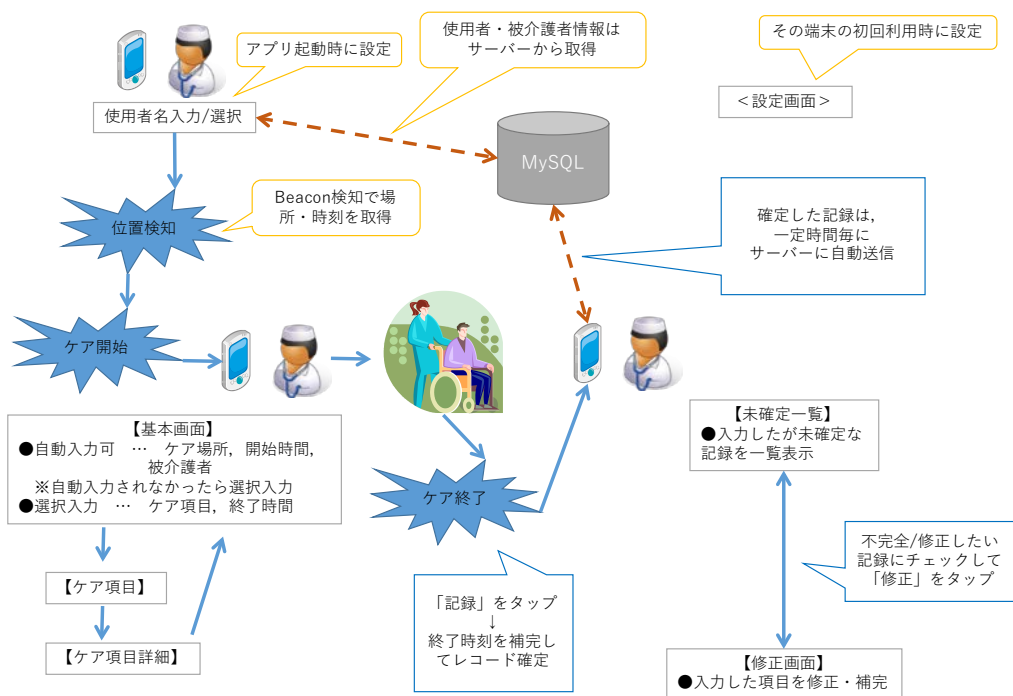 アプリ起動時に設定
使用者・被介護者情報は
サーバーから取得
その端末の初回利用時に設定
使用者名入力/選択
＜設定画面＞
MySQL
位置検知
Beacon検知で場
所・時刻を取得
確定した記録は,
一定時間毎に
サーバーに自動送信
ケア開始
【基本画面】
●自動入力可　…　ケア場所, 開始時間,
被介護者
※自動入力されなかったら選択入力
●選択入力　…　ケア項目, 終了時間
ケア終了
【未確定一覧】
●入力したが未確定な
記録を一覧表示
不完全/修正したい
記録にチェックして
「修正」をタップ
【ケア項目】
【ケア項目詳細】
「記録」をタップ
↓
終了時刻を補完し
てレコード確定
【修正画面】
●入力した項目を修正・補完